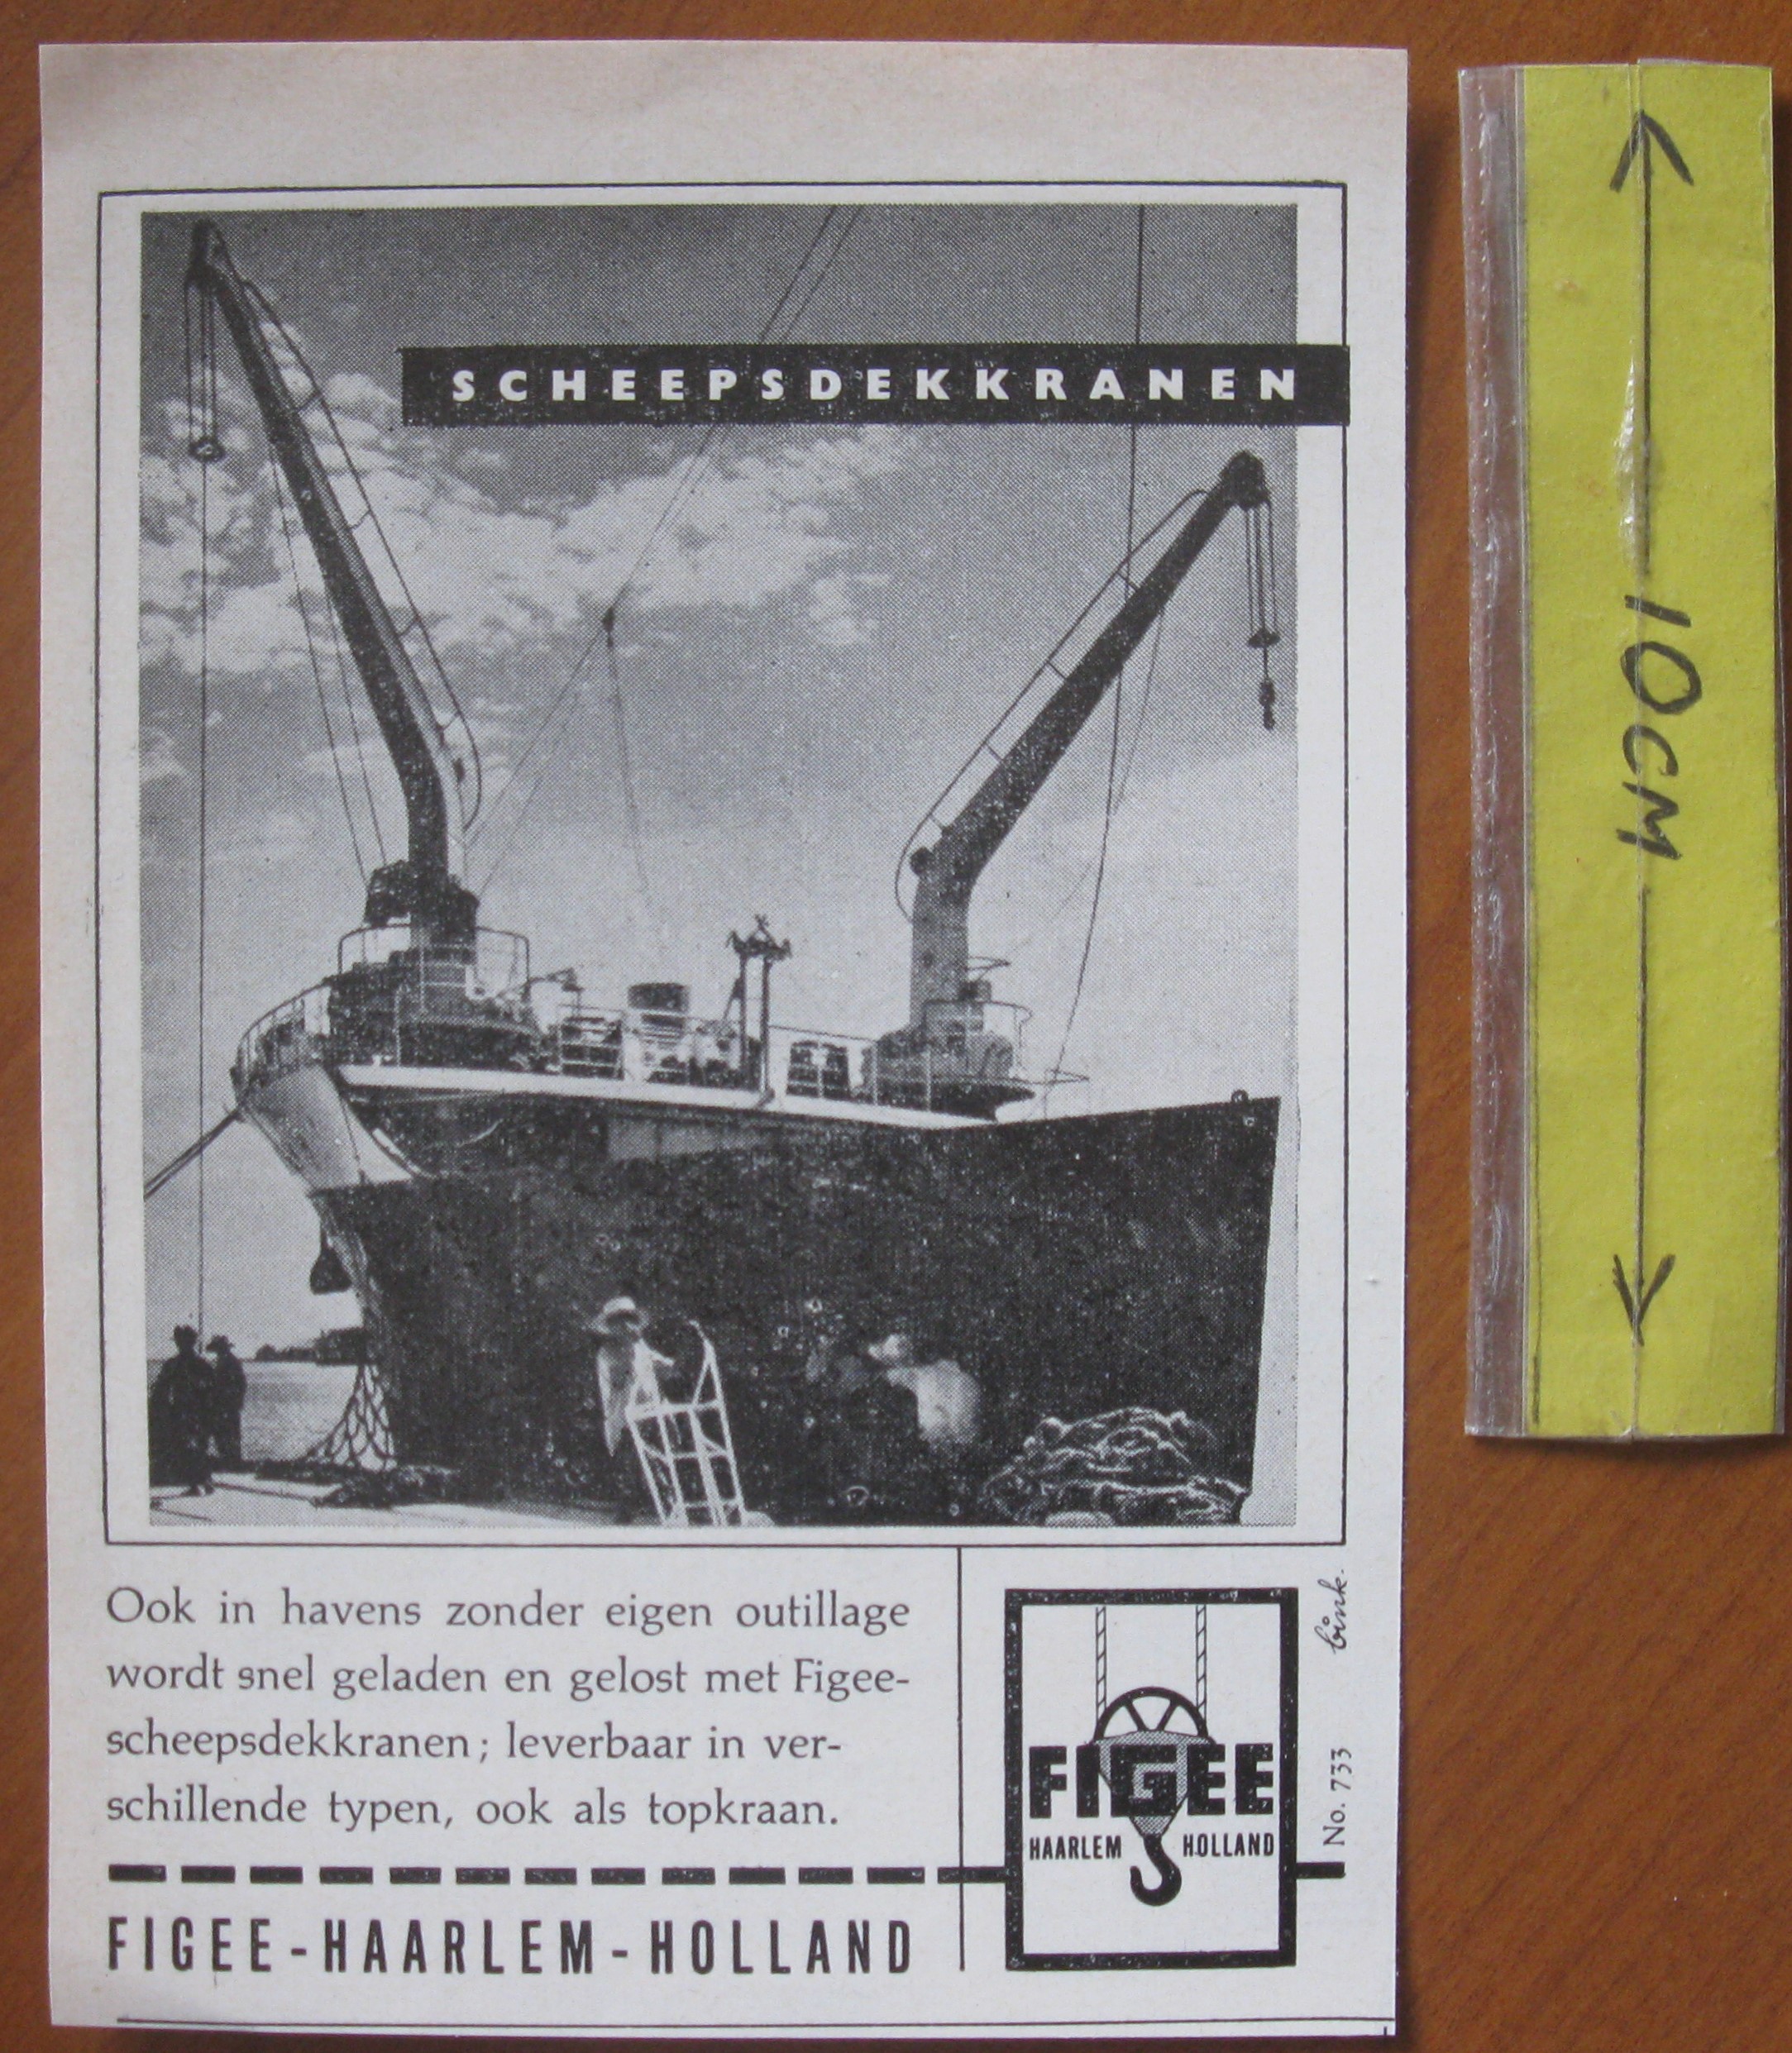 SCHEEPSDEKKRANEN
10CM
Ook in havens zonder eigen outillage
wordt snel geladen en gelost met Figee-
scheepsdekkranen; leverbaar in ver-
schillende typen, ook als topkraan.
FIGEE-HAARLEM-HOLLAND
FIGEE
HAARLEM HOLLAND
No. 733
bink.